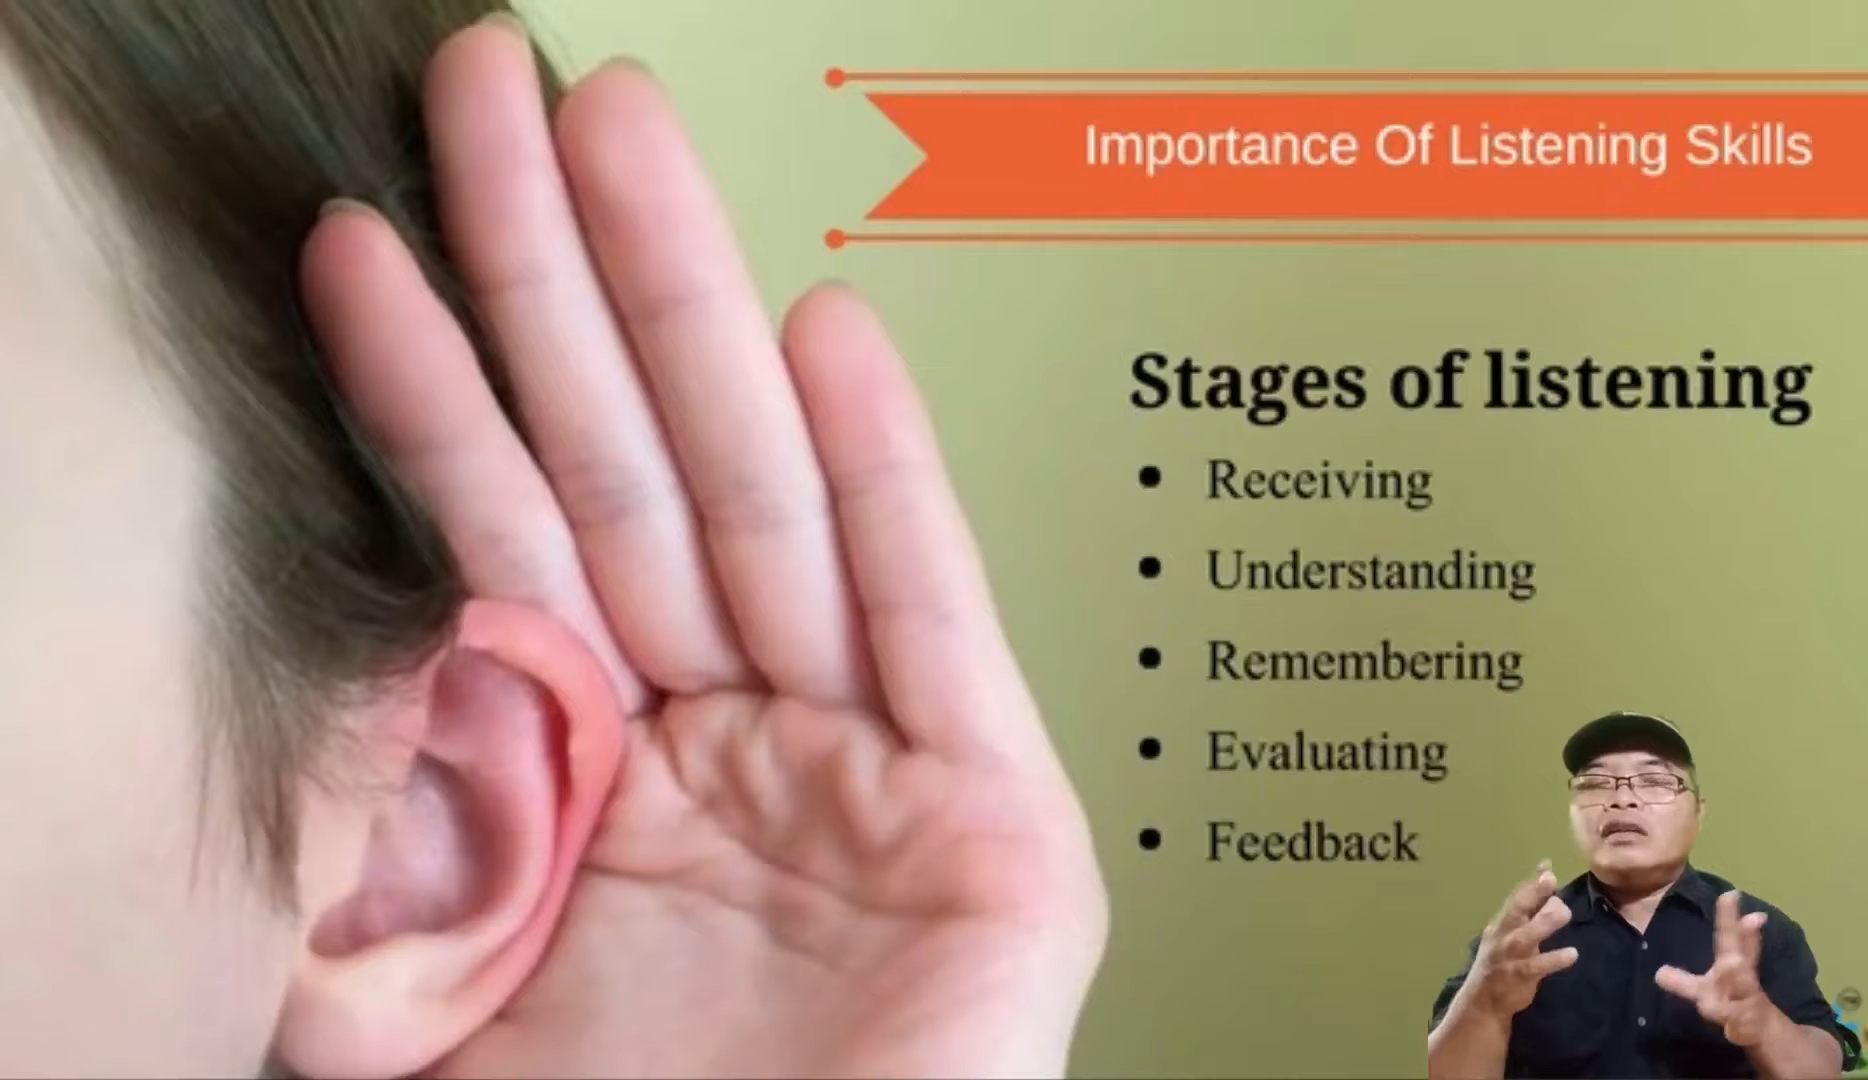 Importance Of Listening Skills
Stages of listening
• Receiving
• Understanding
• Remembering
• Evaluating
• Feedback